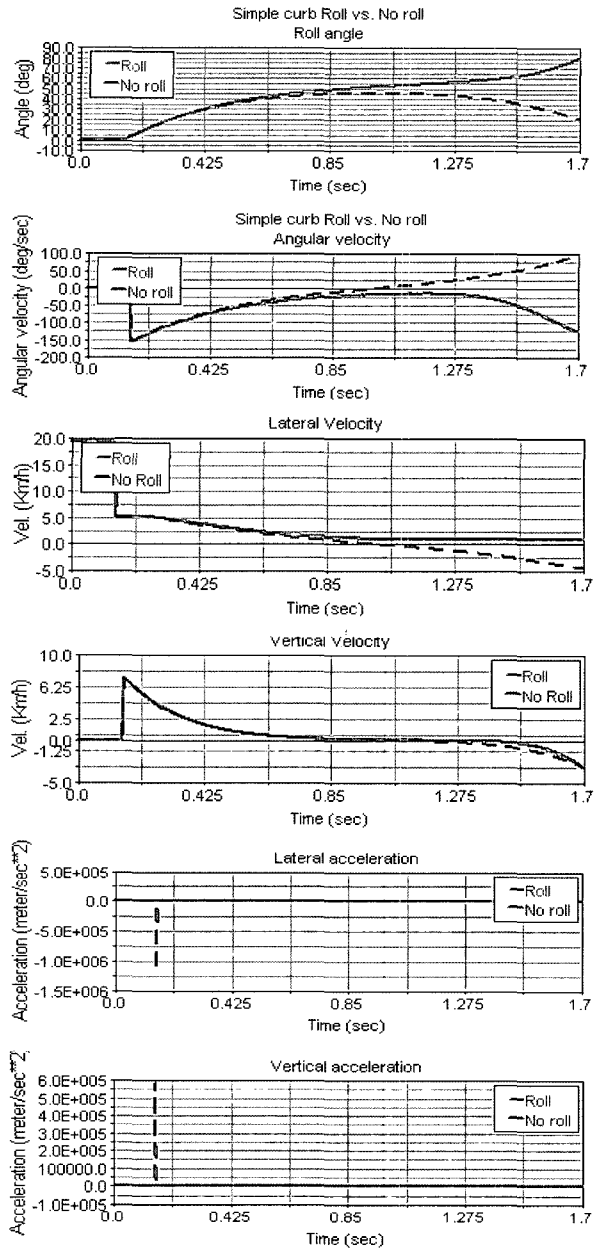 Simple curb Roll vs. No roll
Roll angle
Angle (deg)
90.0
80.0
70.0
60.0
50.0
40.0
30.0
20.0
10.0
0.0
-10.0
Roll
No roll
0.0 0.425 0.85 1.275 1.7
Time (sec)
Simple curb Roll vs. No roll
Angular velocity
Angular velocity (deg/sec)
100.0
50.0
0.0
-50.0
-100.0
-150.0
-200.0
Roll
No roll
0.0 0.425 0.85 1.275 1.7
Time (sec)
Lateral Velocity
Vel. (Km/h)
20.0
15.0
10.0
5.0
0.0
-5.0
Roll
No Roll
0.0 0.425 0.85 1.275 1.7
Time (sec)
Vertical Velocity
Vel. (Km/h)
10.0
6.25
2.5
0.0
-1.25
-5.0
Roll
No Roll
0.0 0.425 0.85 1.275 1.7
Time (sec)
Lateral acceleration
Acceleration (meter/sec**2)
5.0E+005
0.0
-5.0E+005
-1.0E+006
-1.5E+006
Roll
No roll
0.0 0.425 0.85 1.275 1.7
Time (sec)
Vertical acceleration
Acceleration (meter/sec**2)
6.0E+005
5.0E+005
4.0E+005
3.0E+005
2.0E+005
100000.0
0.0
-1.0E+005
Roll
No roll
0.0 0.425 0.85 1.275 1.7
Time (sec)